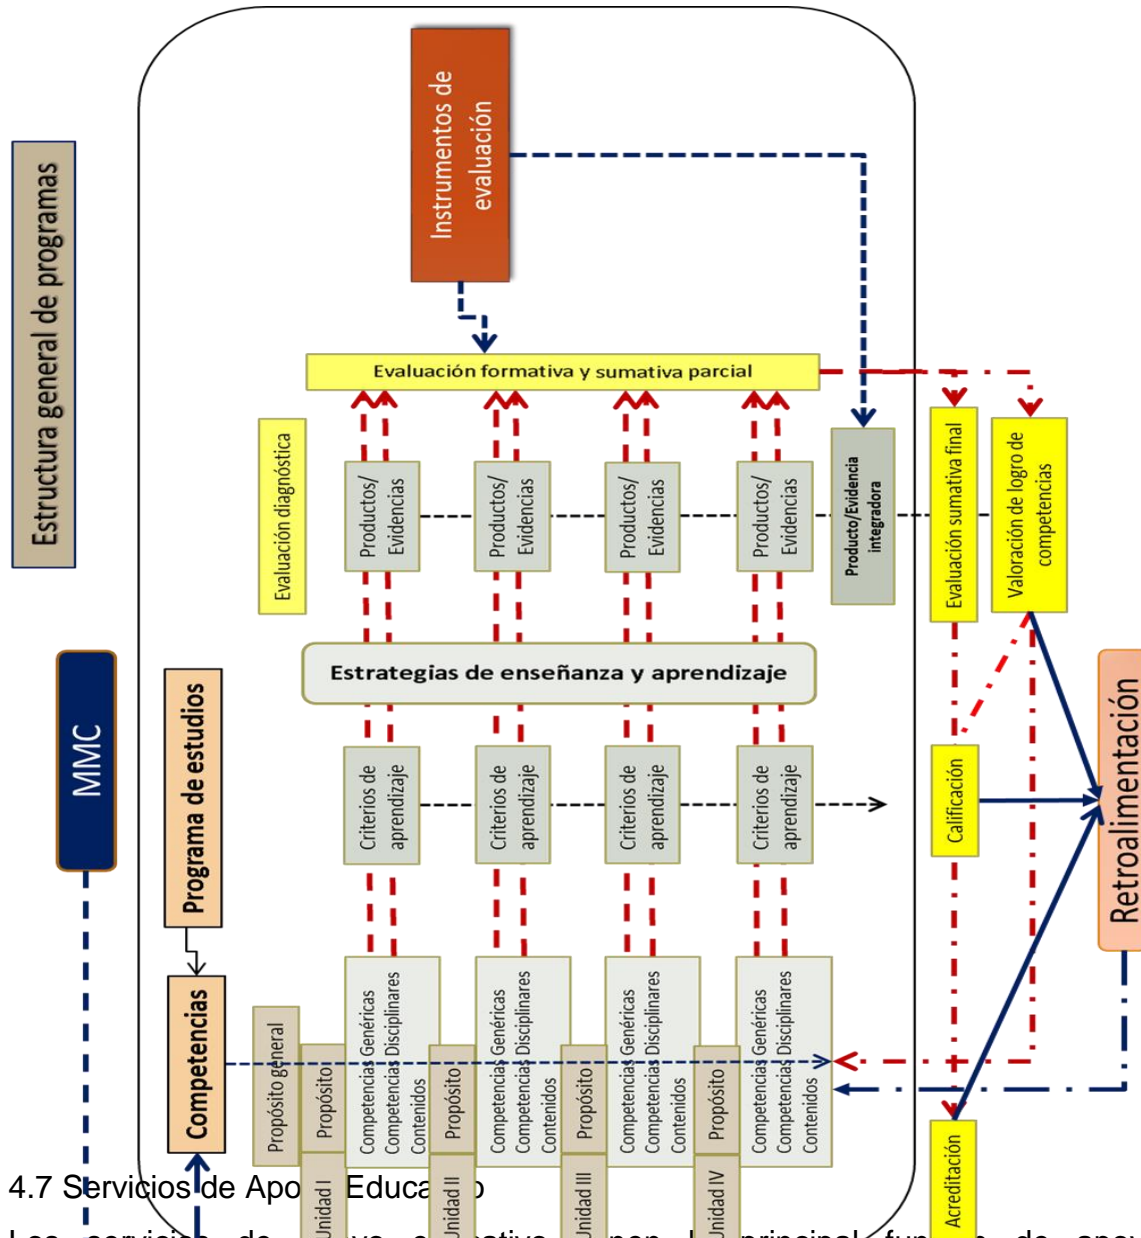 Estructura general de programas
MMC
Programa de estudios
Competencias
Instrumentos de
evaluación
Evaluación formativa y sumativa parcial
Evaluación diagnóstica
Productos/
Evidencias
Productos/
Evidencias
Productos/
Evidencias
Productos/
Evidencias
Producto/Evidencia
integradora
Evaluación sumativa final
Valoración de logro de
competencias
Estrategias de enseñanza y aprendizaje
Criterios de
aprendizaje
Criterios de
aprendizaje
Criterios de
aprendizaje
Criterios de
aprendizaje
Calificación
Retroalimentación
Propósito general
Propósito
Unidad I
Competencias Genéricas
Competencias Disciplinares
Contenidos
Propósito
Unidad II
Competencias Genéricas
Competencias Disciplinares
Contenidos
Propósito
Unidad III
Competencias Genéricas
Competencias Disciplinares
Contenidos
Propósito
Unidad IV
Competencias Genéricas
Competencias Disciplinares
Contenidos
Acreditación
4.7 Servicios de